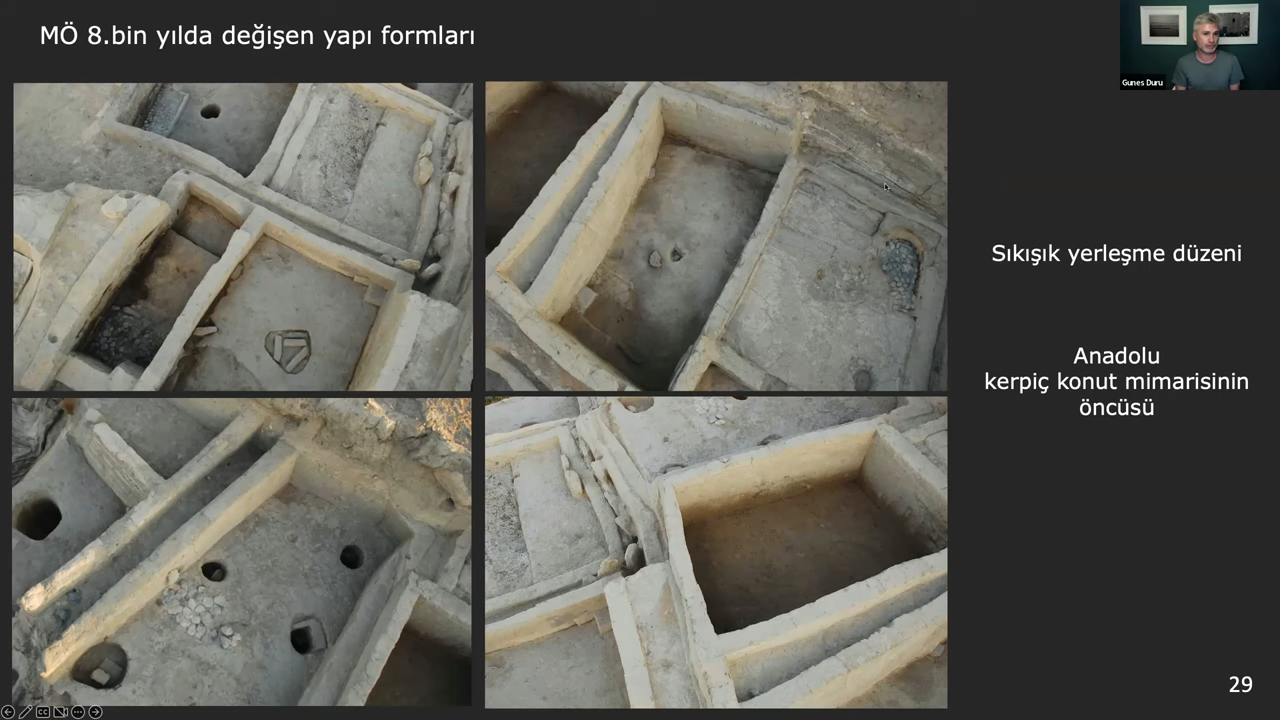 MÖ 8.bin yılda değişen yapı formları
Gunes Duru
Sıkışık yerleşme düzeni
Anadolu
kerpiç konut mimarisinin
öncüsü
29